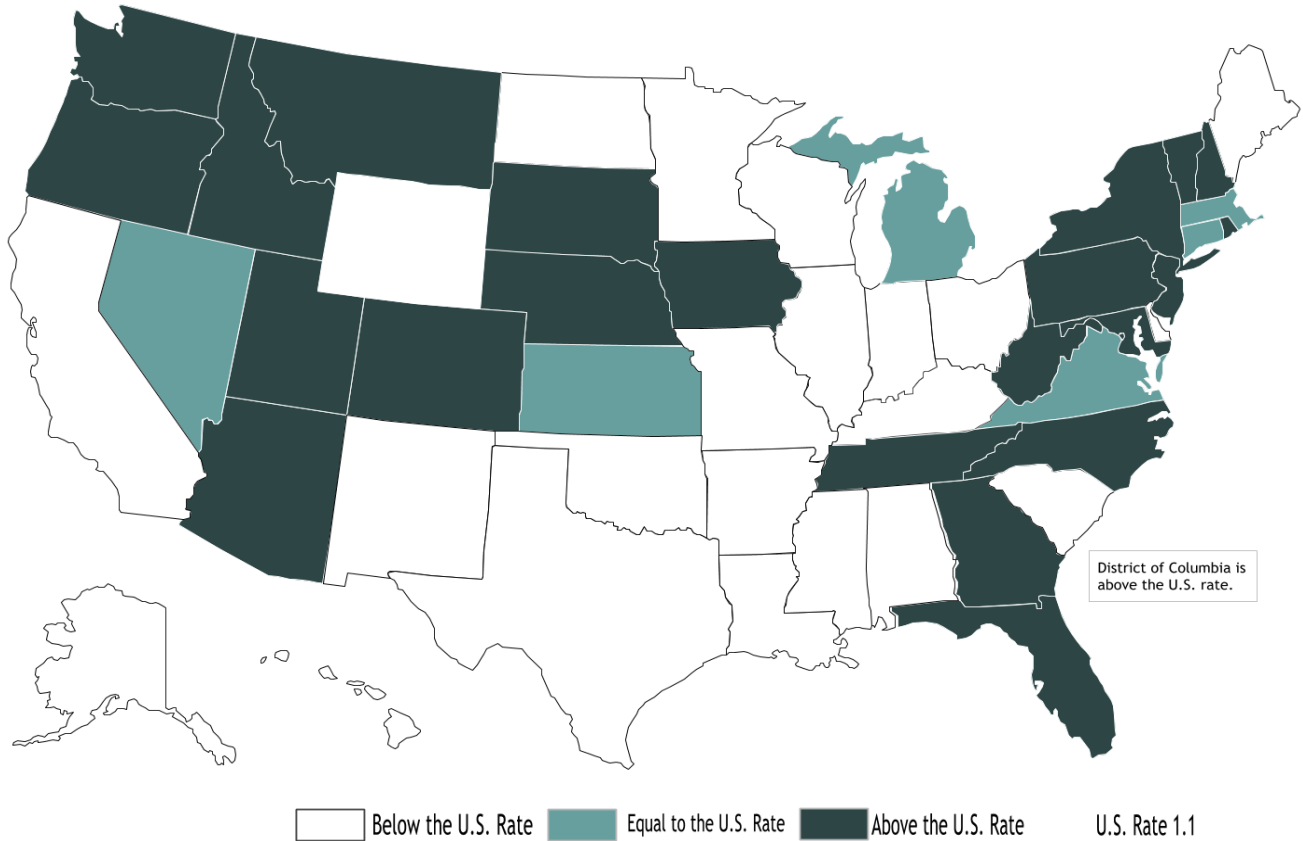 District of Columbia is
above the U.S. rate.
Below the U.S. Rate
Equal to the U.S. Rate
Above the U.S. Rate
U.S. Rate 1.1